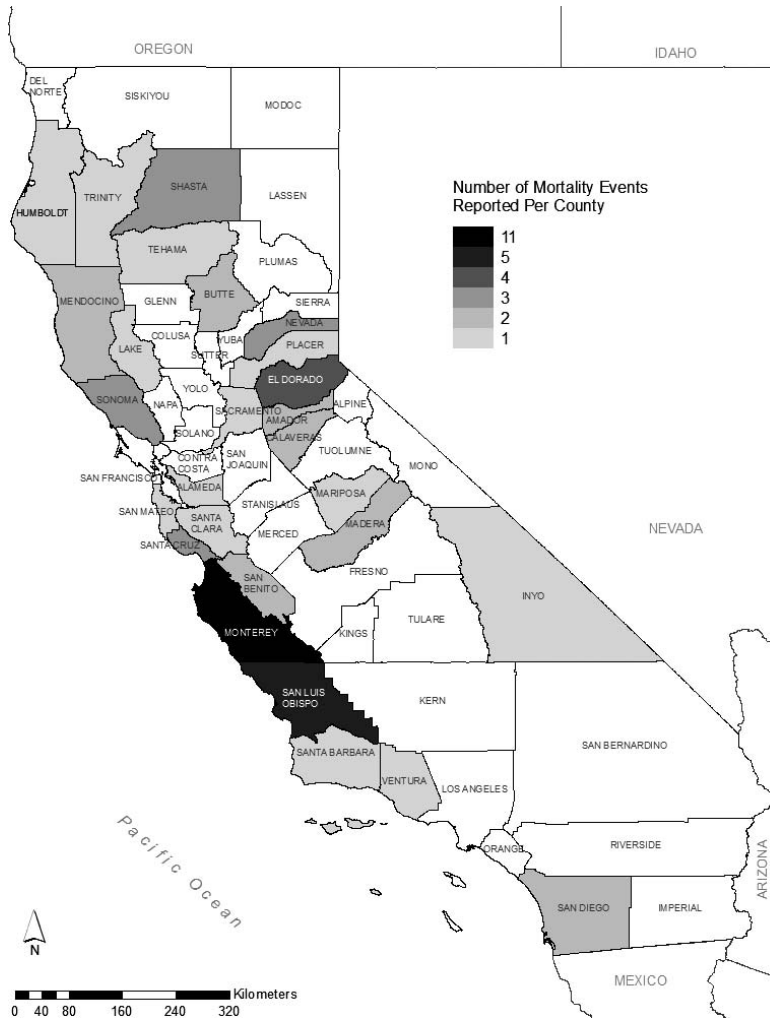 OREGON
IDAHO
DEL
NORTE
SISKIYOU
MODOC
Number of Mortality Events
Reported Per County
11
5
4
3
2
1
HUMBOLDT
TRINITY
SHASTA
LASSEN
TEHAMA
PLUMAS
MENDOCINO
GLENN
BUTTE
SIERRA
COLUSA
YUBA
NEVADA
LAKE
SUTTER
PLACER
SONOMA
NAPA
YOLO
EL DORADO
SACRAMENTO
ALPINE
SOLANO
AMADOR
CALAVERAS
CONTRA
COSTA
SAN
JOAQUIN
TUOLUMNE
MONO
SAN FRANCISCO
ALAMEDA
STANISLAUS
MARIPOSA
SAN MATEO
SANTA
CLARA
MERCED
MADERA
NEVADA
SANTA CRUZ
SAN
BENITO
FRESNO
INYO
MONTEREY
KINGS
TULARE
SAN LUIS
OBISPO
KERN
SAN BERNARDINO
SANTA BARBARA
VENTURA
LOS ANGELES
ORANGE
RIVERSIDE
ARIZONA
Pacific Ocean
SAN DIEGO
IMPERIAL
MEXICO
N
Kilometers
0 40 80 160 240 320